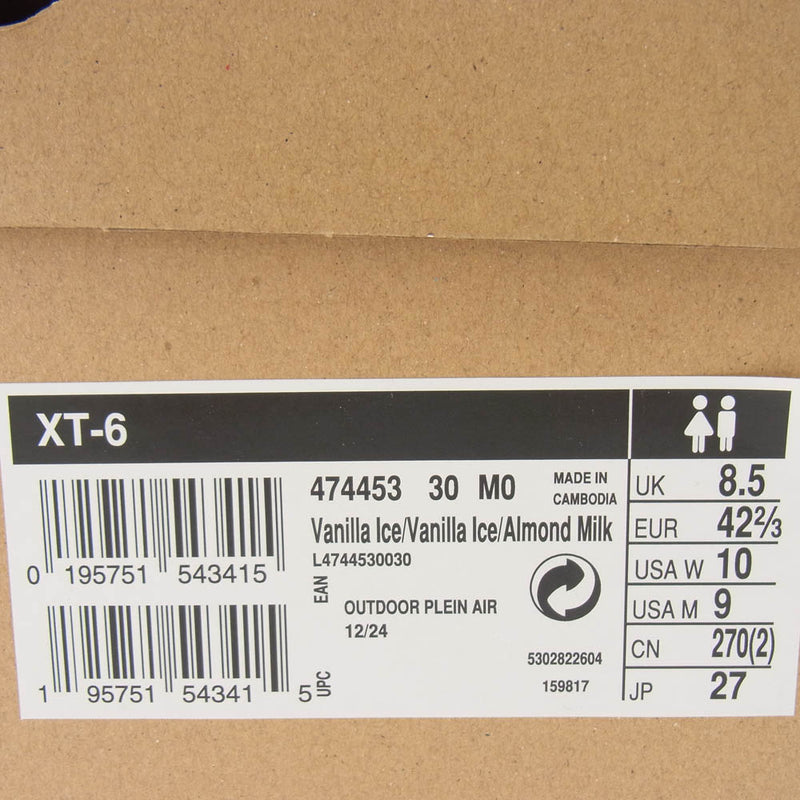 XT-6
474453 30 M0
MADE IN
CAMBODIA
Vanilla Ice/Vanilla Ice/Almond Milk
L4744530030
0 195751 543415
EAN
OUTDOOR PLEIN AIR
12/24
1 95751 54341 5
UPC
5302822604
159817
UK 8.5
EUR 42⅔
USA W 10
USA M 9
CN 270(2)
JP 27